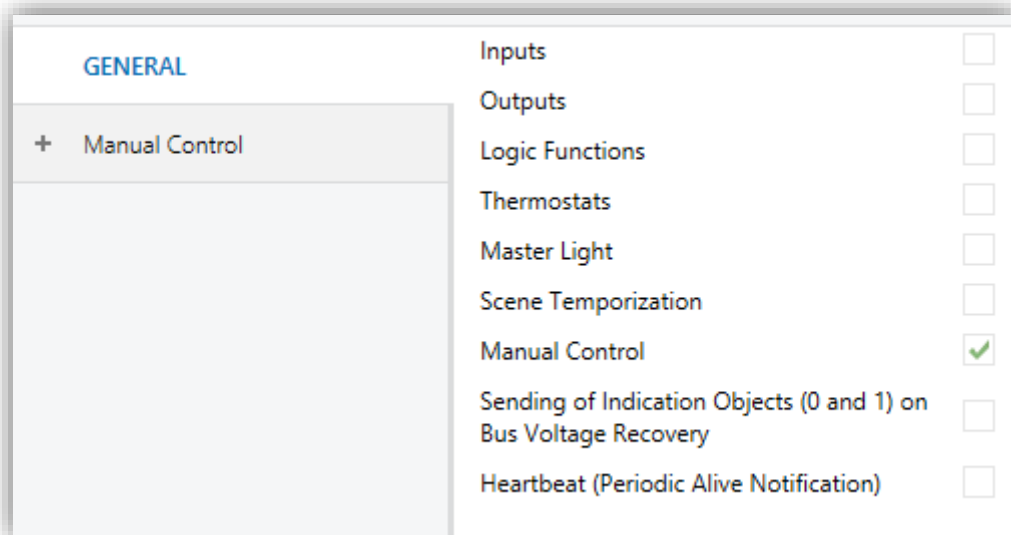 GENERAL
+ Manual Control
Inputs
Outputs
Logic Functions
Thermostats
Master Light
Scene Temporization
Manual Control
Sending of Indication Objects (0 and 1) on
Bus Voltage Recovery
Heartbeat (Periodic Alive Notification)